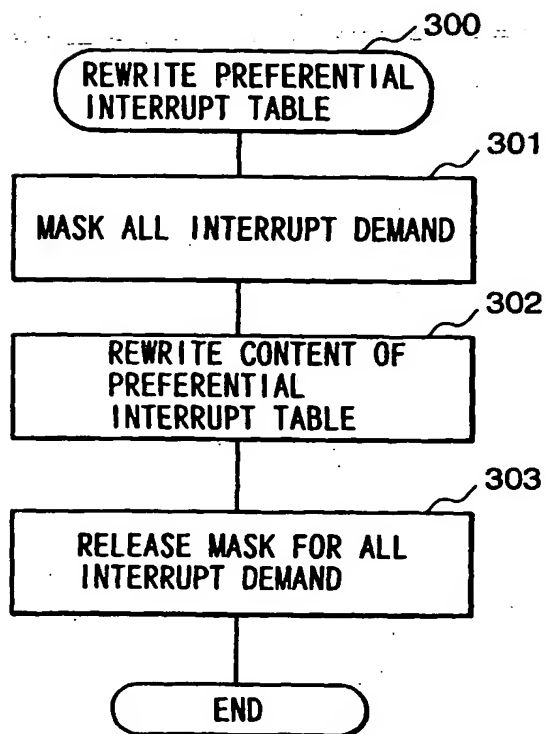 300
REWRITE PREFERENTIAL
INTERRUPT TABLE
301
MASK ALL INTERRUPT DEMAND
302
REWRITE CONTENT OF
PREFERENTIAL
INTERRUPT TABLE
303
RELEASE MASK FOR ALL
INTERRUPT DEMAND
END